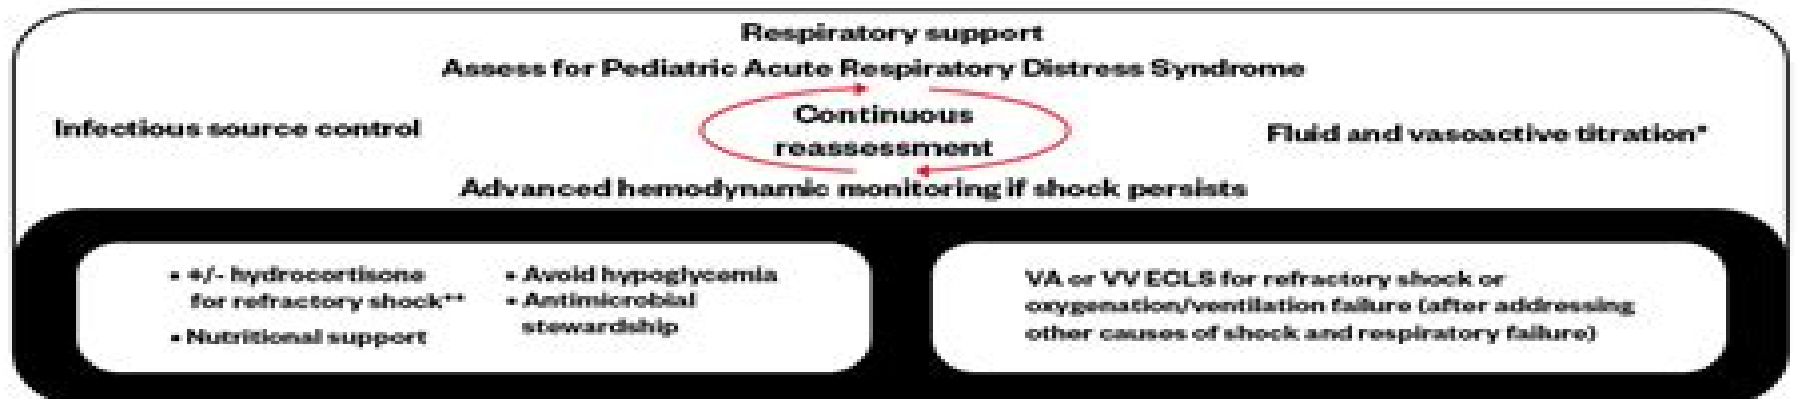 Respiratory support
Assess for Pediatric Acute Respiratory Distress Syndrome
Infectious source control
Continuous
reassessment
Fluid and vasoactive titration*
Advanced hemodynamic monitoring if shock persists
• +/- hydrocortisone
for refractory shock**
• Nutritional support
• Avoid hypoglycemia
• Antimicrobial
stewardship
VA or VV ECLS for refractory shock or
oxygenation/ventilation failure (after addressing
other causes of shock and respiratory failure)